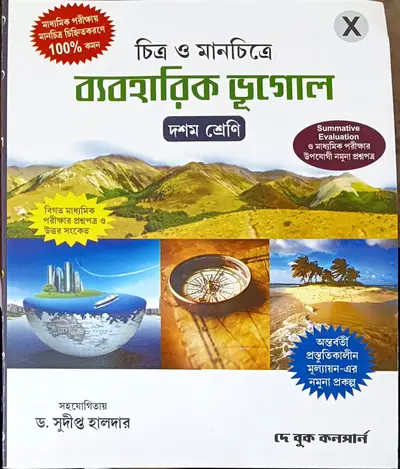 মাধ্যমিক পরীক্ষায়
মানচিত্র চিহ্নিতকরণে
100% কমন
X
চিত্র ও মানচিত্রে
ব্যবহারিক ভূগোল
দশম শ্রেণি
Summative
Evaluation
ও মাধ্যমিক পরীক্ষার
উপযোগী নমুনা প্রশ্নপত্র
বিগত মাধ্যমিক
পরীক্ষার প্রশ্নপত্র ও
উত্তর সংকেত
অন্তর্বর্তী
প্রস্তুতিকালীন
মূল্যায়ন-এর
নমুনা প্রকল্প
সহযোগিতায়
ড. সুদীপ্ত হালদার
দে বুক কনসার্ন